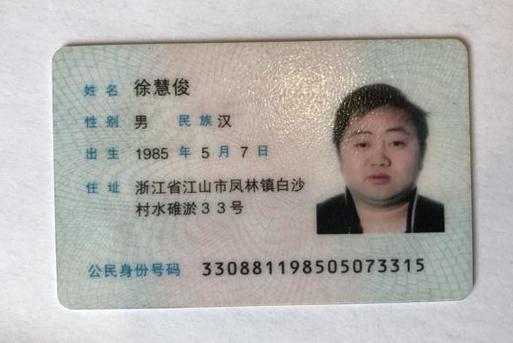 姓名 徐慧俊
性别 男 民族 汉
出生 1985 年 5 月 7 日
住址 浙江省江山市凤林镇白沙
村水碓淤３３号
公民身份号码 330881198505073315